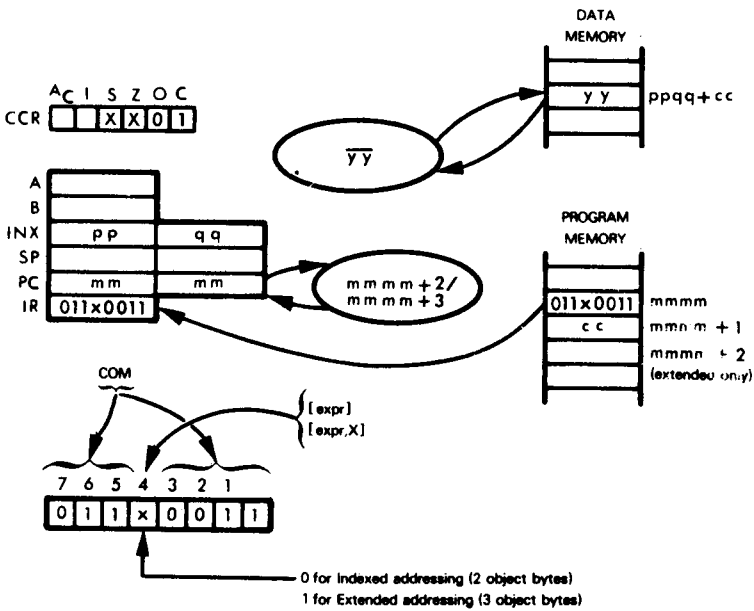 DATA
MEMORY
yy
ppqq+cc
AC I S Z O C
CCR X X 0 1
yy
A
B
INX pp qq
SP
PC mm mm
IR 011x0011
mmmm+2/
mmmm+3
PROGRAM
MEMORY
011x0011 mmmm
cc mmmm + 1
mmmm + 2
(extended only)
COM
[expr]
[expr,X]
7 6 5 4 3 2 1
0 1 1 x 0 0 1 1
0 for Indexed addressing (2 object bytes)
1 for Extended addressing (3 object bytes)